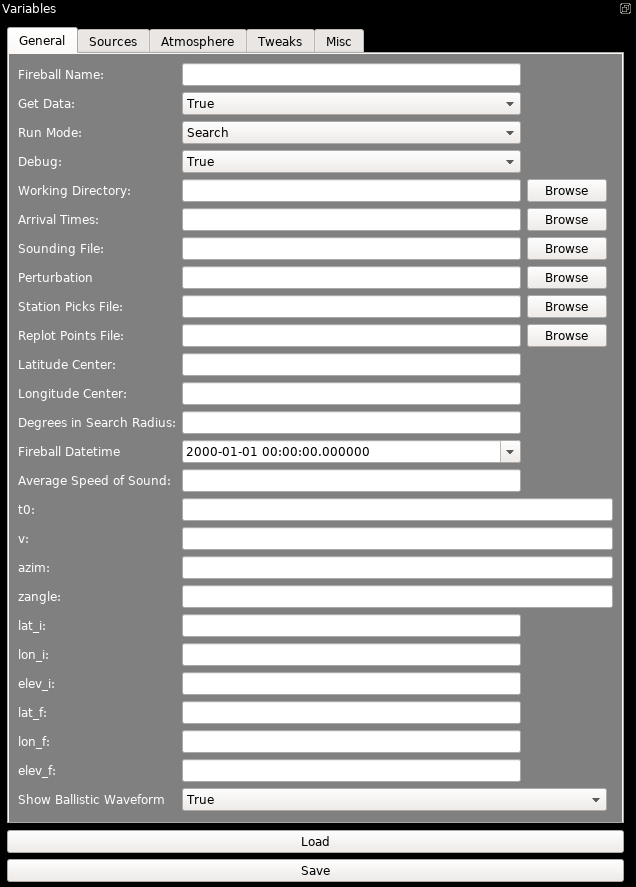 Variables
General Sources Atmosphere Tweaks Misc
Fireball Name:
Get Data: True
Run Mode: Search
Debug: True
Working Directory: Browse
Arrival Times: Browse
Sounding File: Browse
Perturbation Browse
Station Picks File: Browse
Replot Points File: Browse
Latitude Center:
Longitude Center:
Degrees in Search Radius:
Fireball Datetime 2000-01-01 00:00:00.000000
Average Speed of Sound:
t0:
v:
azim:
zangle:
lat_i:
lon_i:
elev_i:
lat_f:
lon_f:
elev_f:
Show Ballistic Waveform True
Load
Save